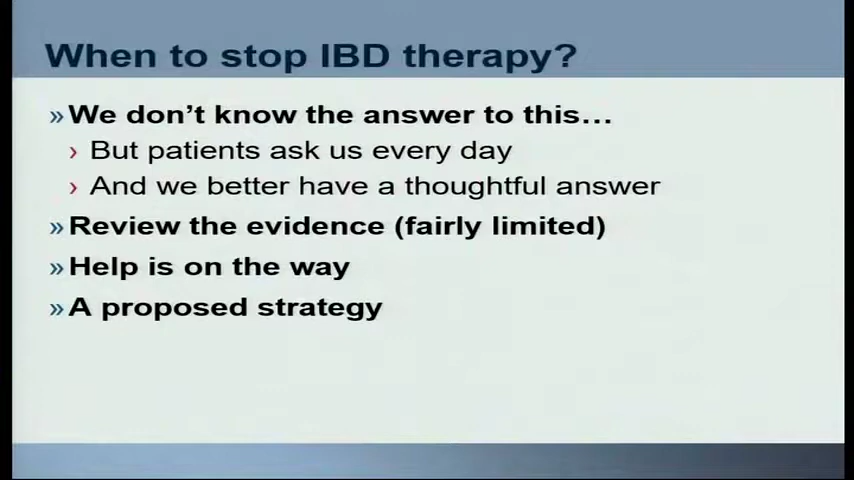 When to stop IBD therapy?
» We don't know the answer to this...
› But patients ask us every day
› And we better have a thoughtful answer
» Review the evidence (fairly limited)
» Help is on the way
» A proposed strategy